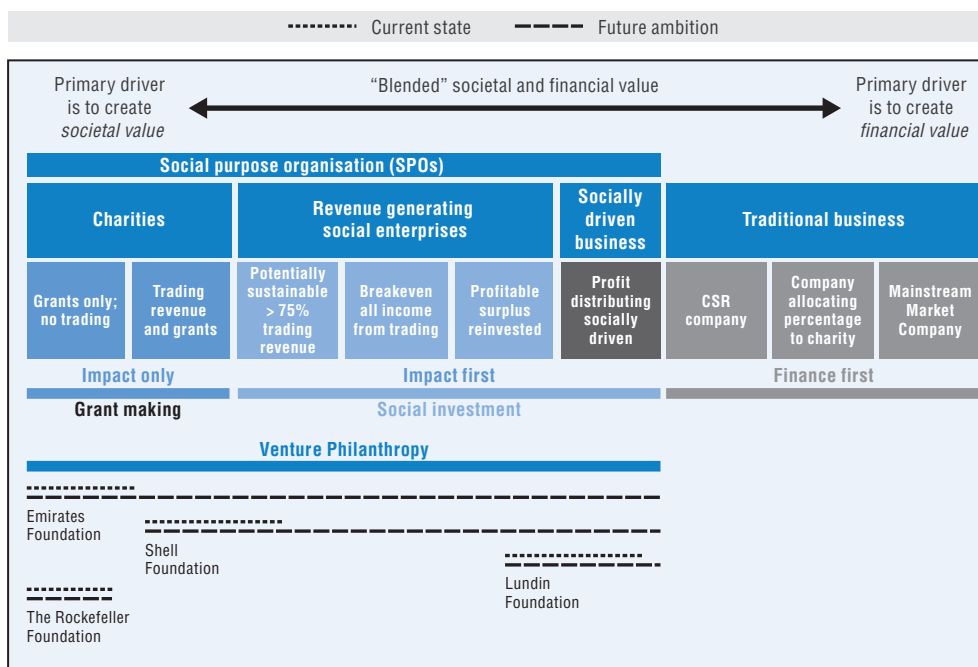 Current state
Future ambition
Primary driver
is to create
societal value
“Blended” societal and financial value
Primary driver
is to create
financial value
Social purpose organisation (SPOs)
Charities
Revenue generating
social enterprises
Socially
driven
business
Traditional business
Grants only;
no trading
Trading
revenue
and grants
Potentially
sustainable
> 75%
trading
revenue
Breakeven
all income
from trading
Profitable
surplus
reinvested
Profit
distributing
socially
driven
CSR
company
Company
allocating
percentage
to charity
Mainstream
Market
Company
Impact only
Impact first
Finance first
Grant making
Social investment
Venture Philanthropy
Emirates
Foundation
Shell
Foundation
Lundin
Foundation
The Rockefeller
Foundation